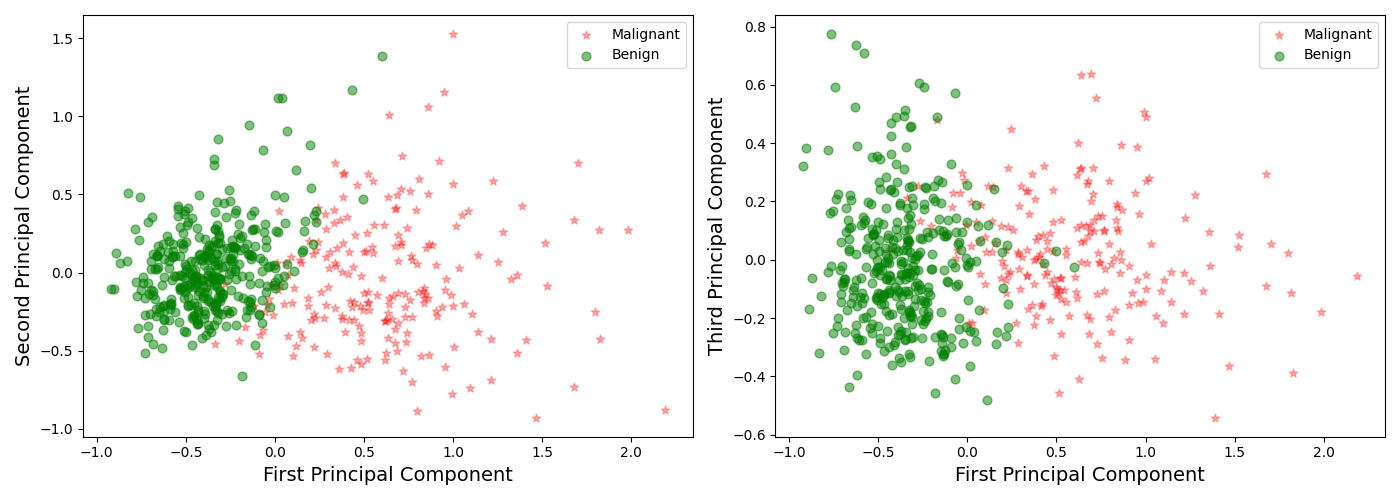 Malignant
Benign
1.5
1.0
0.5
0.0
−0.5
−1.0
Second Principal Component
−1.0 −0.5 0.0 0.5 1.0 1.5 2.0
First Principal Component
Malignant
Benign
0.8
0.6
0.4
0.2
0.0
−0.2
−0.4
−0.6
Third Principal Component
−1.0 −0.5 0.0 0.5 1.0 1.5 2.0
First Principal Component